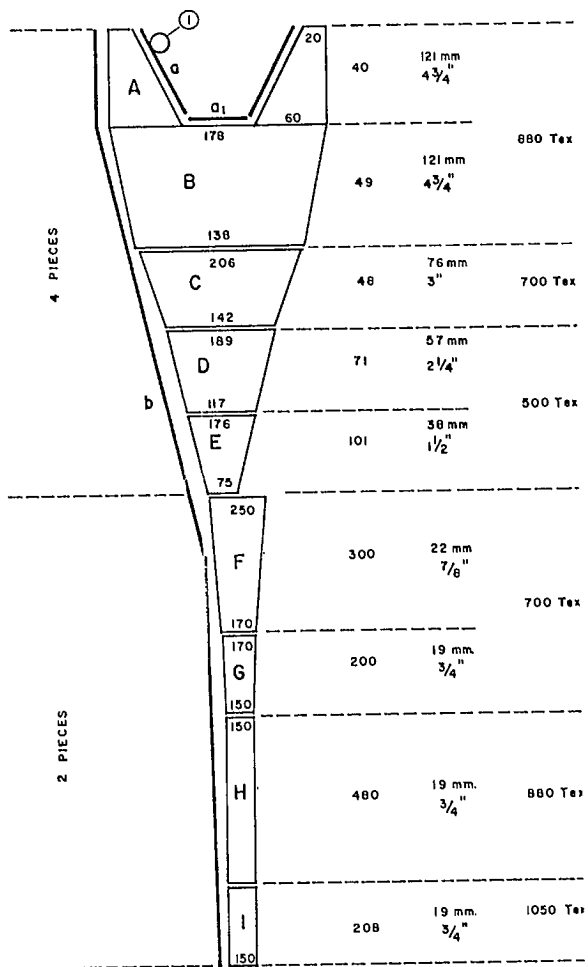 1
20
a
A
40
121 mm
4 3/4"
a1
60
178
880 Tex
B
49
121 mm
4 3/4"
138
4 PIECES
206
C
48
76 mm
3"
700 Tex
142
189
D
71
57 mm
2 1/4"
117
b
500 Tex
176
E
101
38 mm
1 1/2"
75
250
F
300
22 mm
7/8"
700 Tex
170
170
G
200
19 mm.
3/4"
150
2 PIECES
150
H
480
19 mm.
3/4"
880 Tex
I
208
19 mm.
3/4"
1050 Tex
150